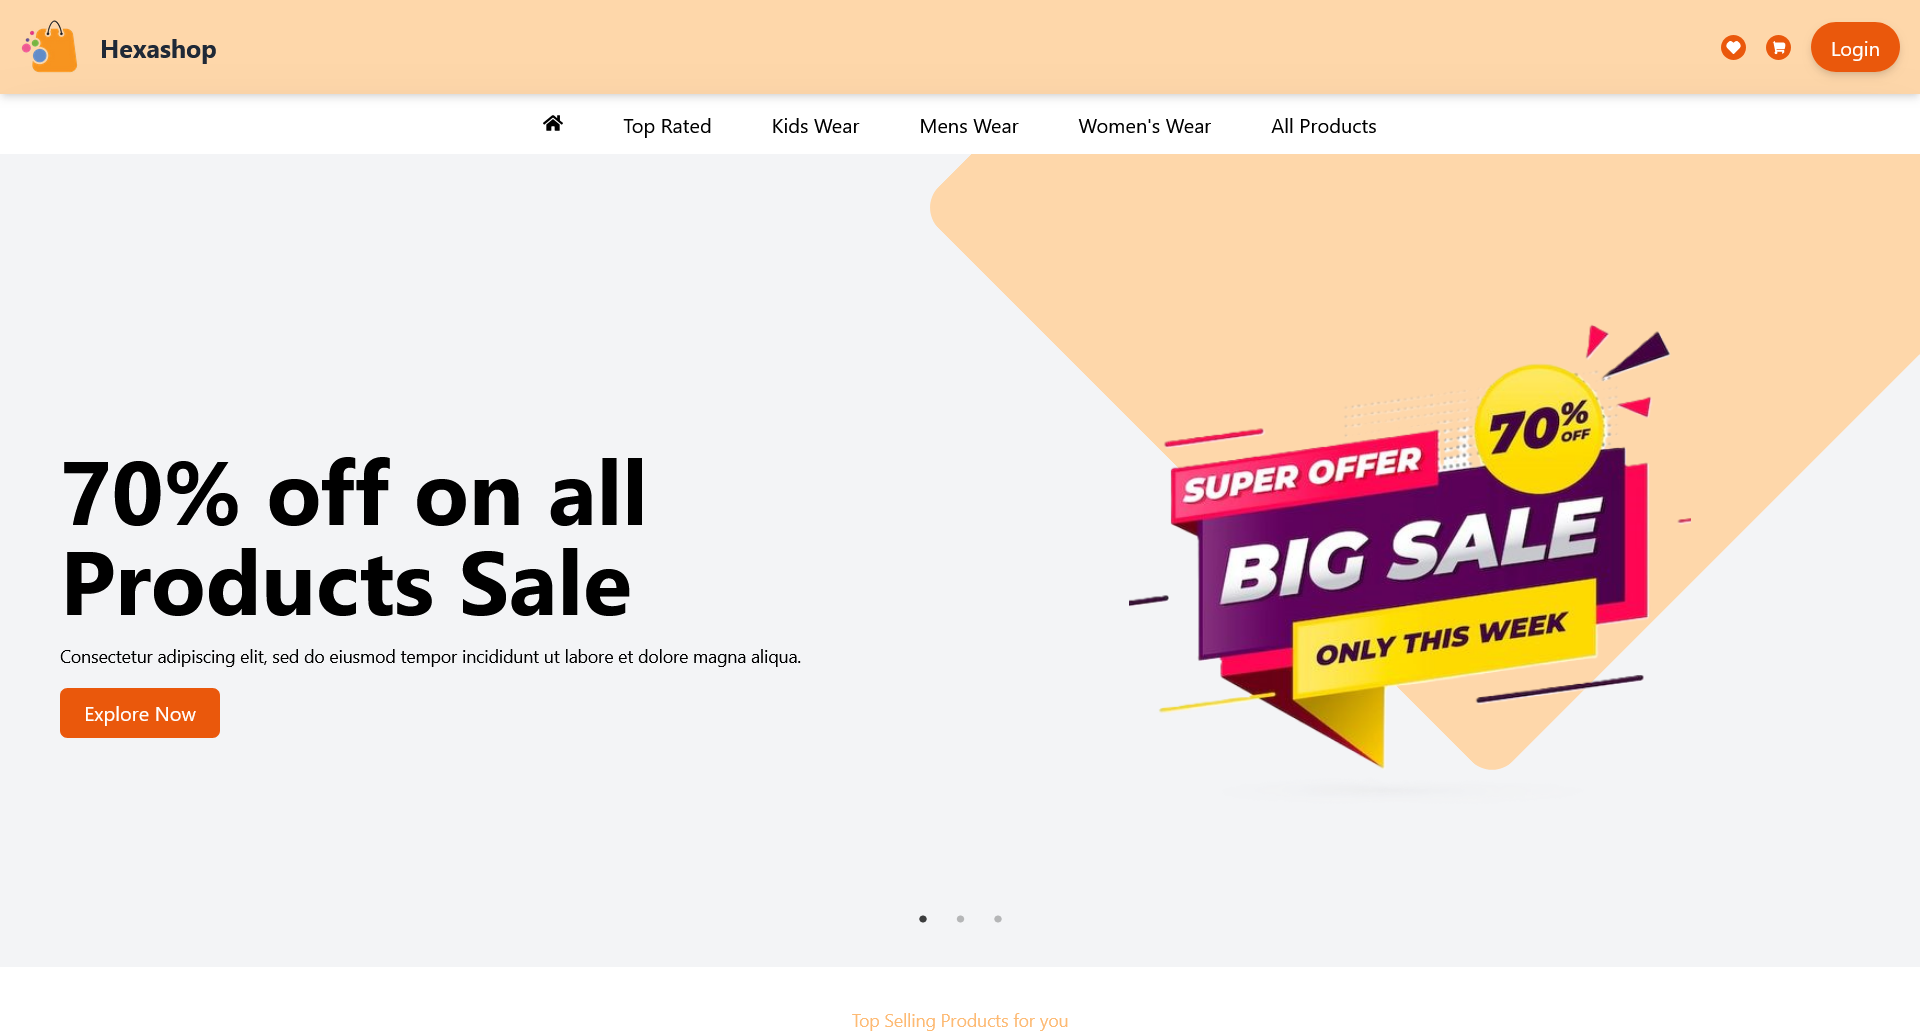 Hexashop
Login
Top Rated
Kids Wear
Mens Wear
Women's Wear
All Products
70% off on all
Products Sale
Consectetur adipiscing elit, sed do eiusmod tempor incididunt ut labore et dolore magna aliqua.
Explore Now
70%
OFF
SUPER OFFER
BIG SALE
ONLY THIS WEEK
Top Selling Products for you